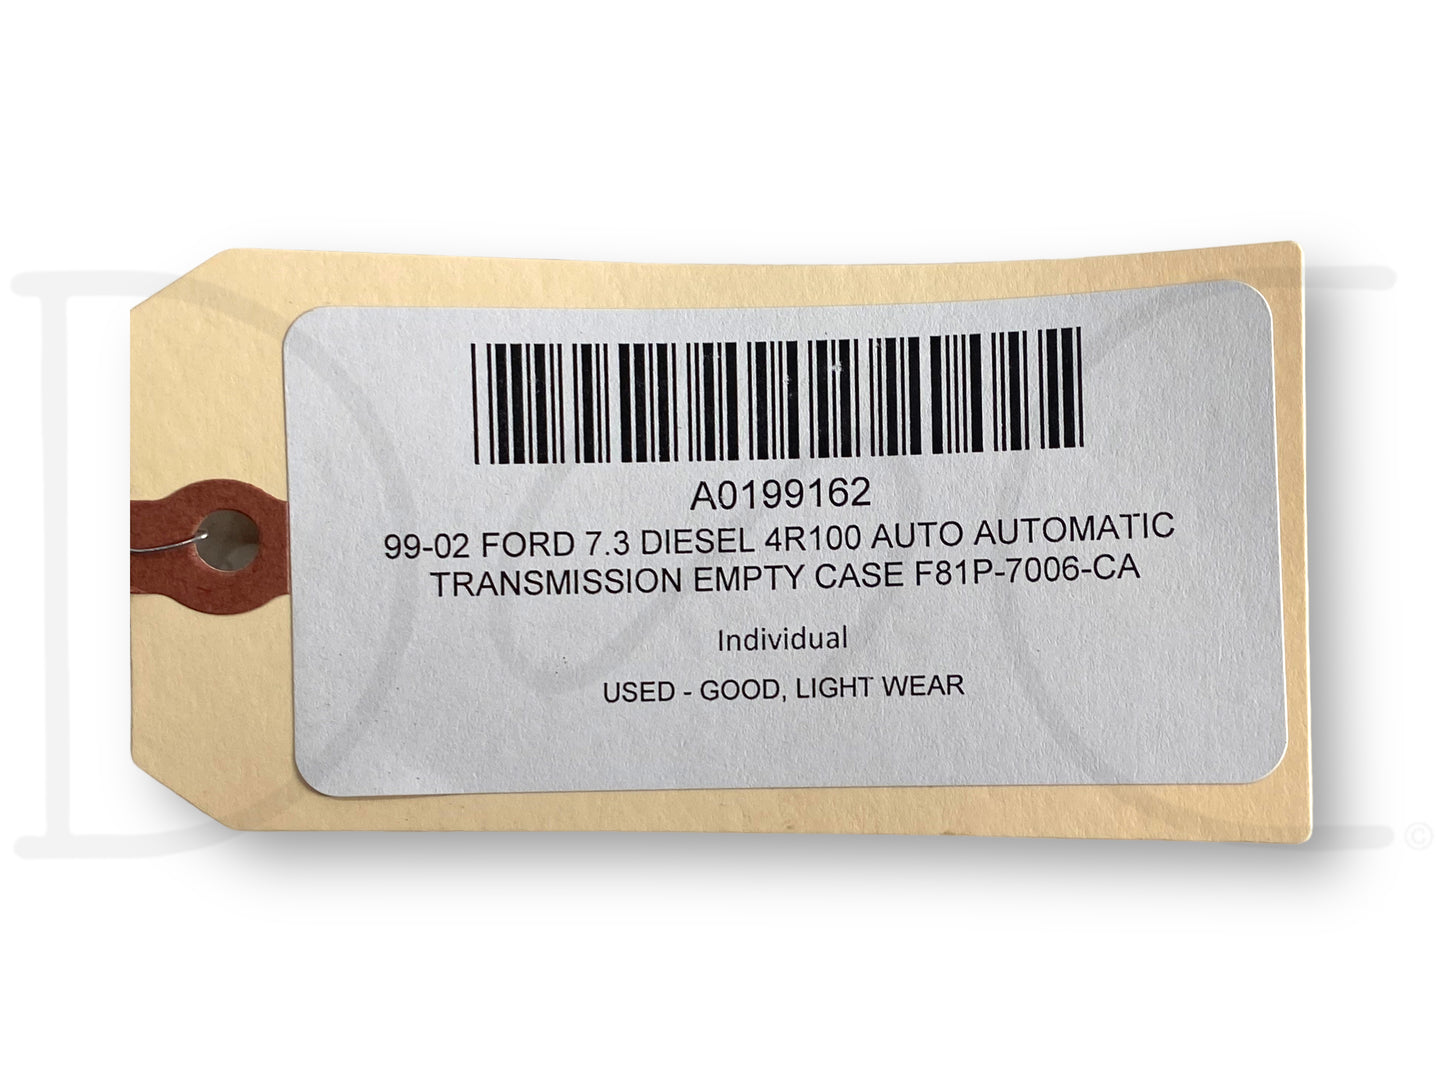 A0199162
99-02 FORD 7.3 DIESEL 4R100 AUTO AUTOMATIC
TRANSMISSION EMPTY CASE F81P-7006-CA
Individual
USED - GOOD, LIGHT WEAR
©